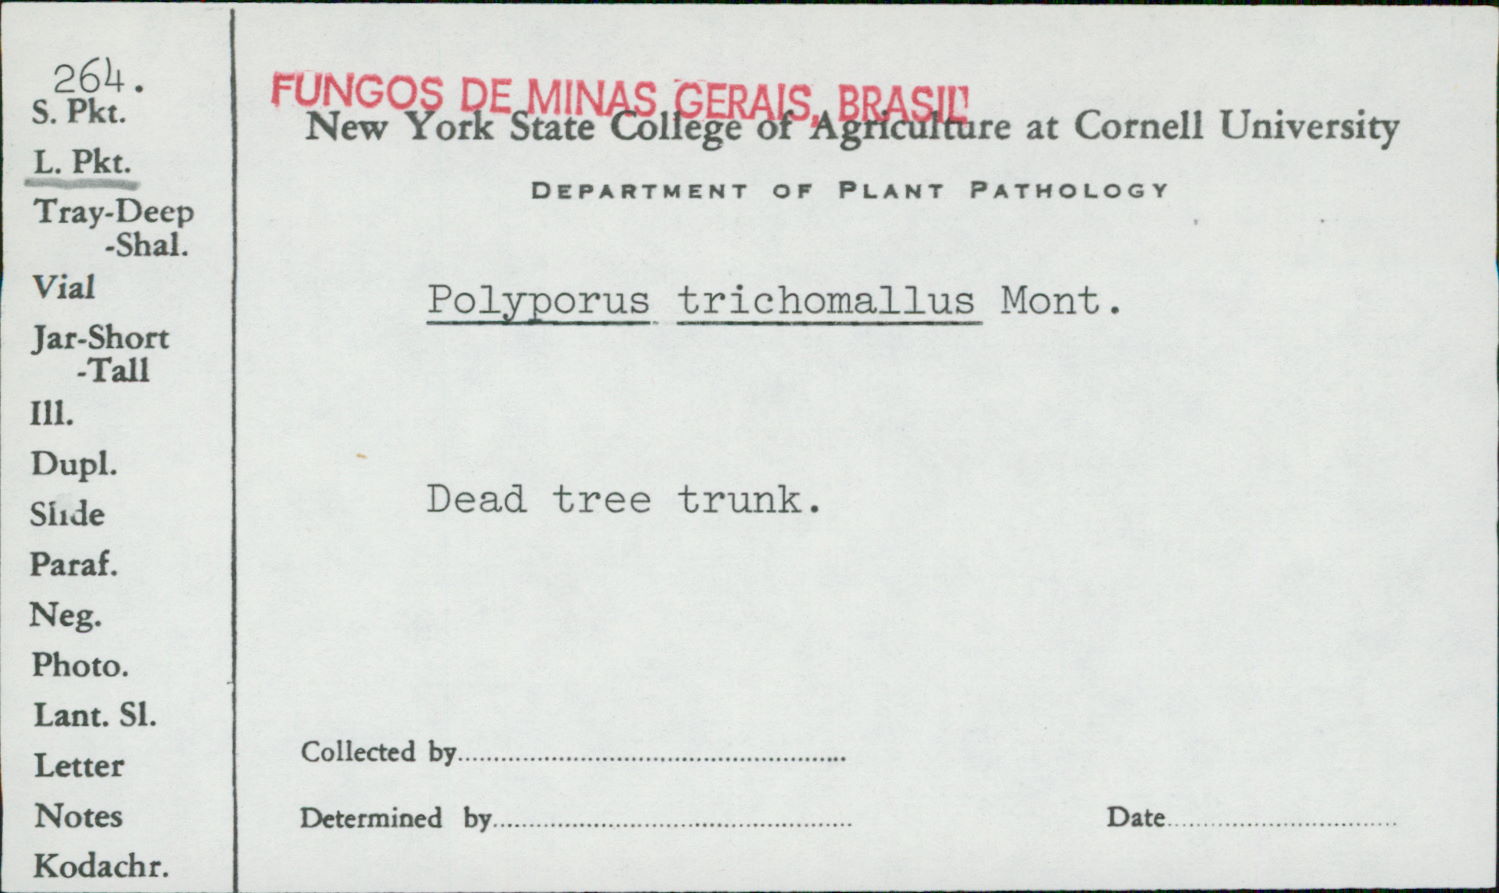 264.
S. Pkt.
L. Pkt.
Tray-Deep
-Shal.
Vial
Jar-Short
-Tall
Ill.
Dupl.
Slide
Paraf.
Neg.
Photo.
Lant. Sl.
Letter
Notes
Kodachr.
FUNGOS DE MINAS GERAIS, BRASIL
New York State College of Agriculture at Cornell University
DEPARTMENT OF PLANT PATHOLOGY
Polyporus trichomallus Mont.
Dead tree trunk.
Collected by
Determined by
Date